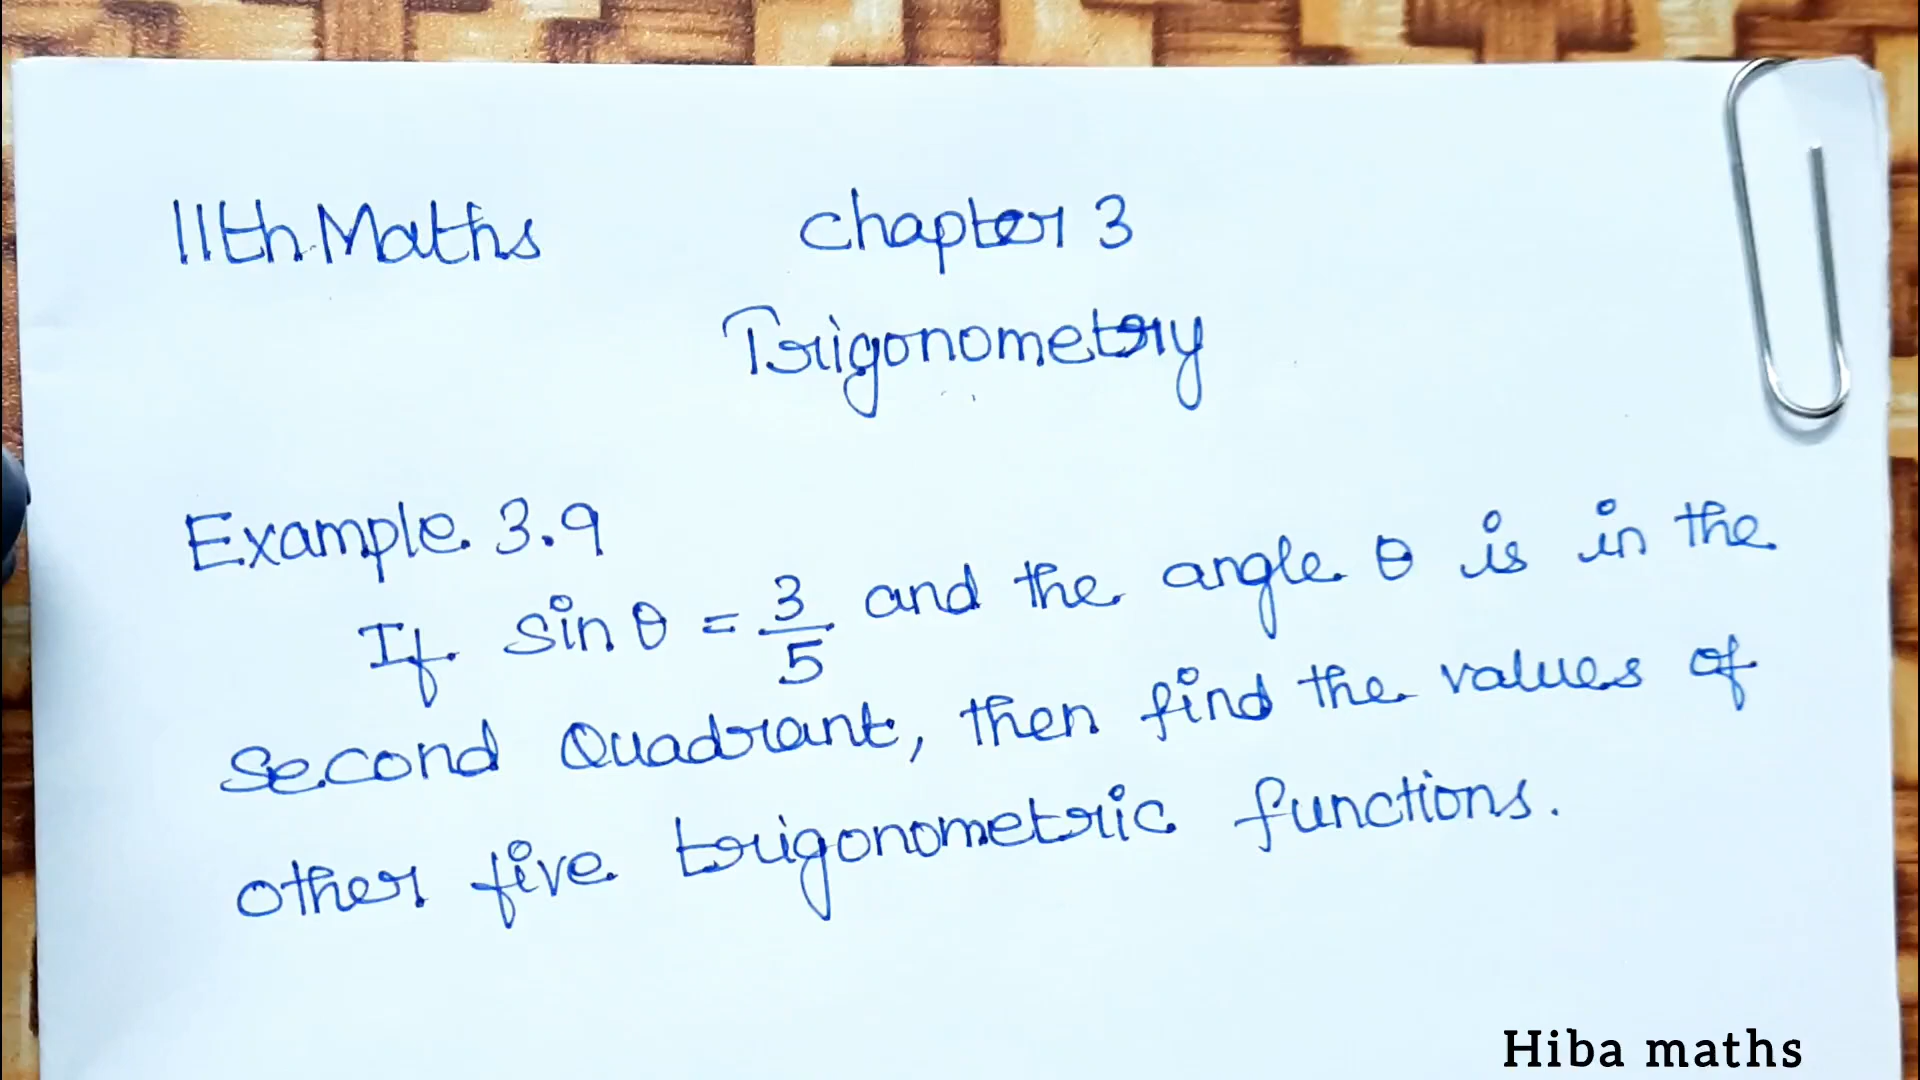 11th Maths Chapter 3
Trigonometry
Example 3.9
If sin θ = 3/5 and the angle θ is in the
second Quadrant, then find the values of
other five trigonometric functions.
Hiba maths